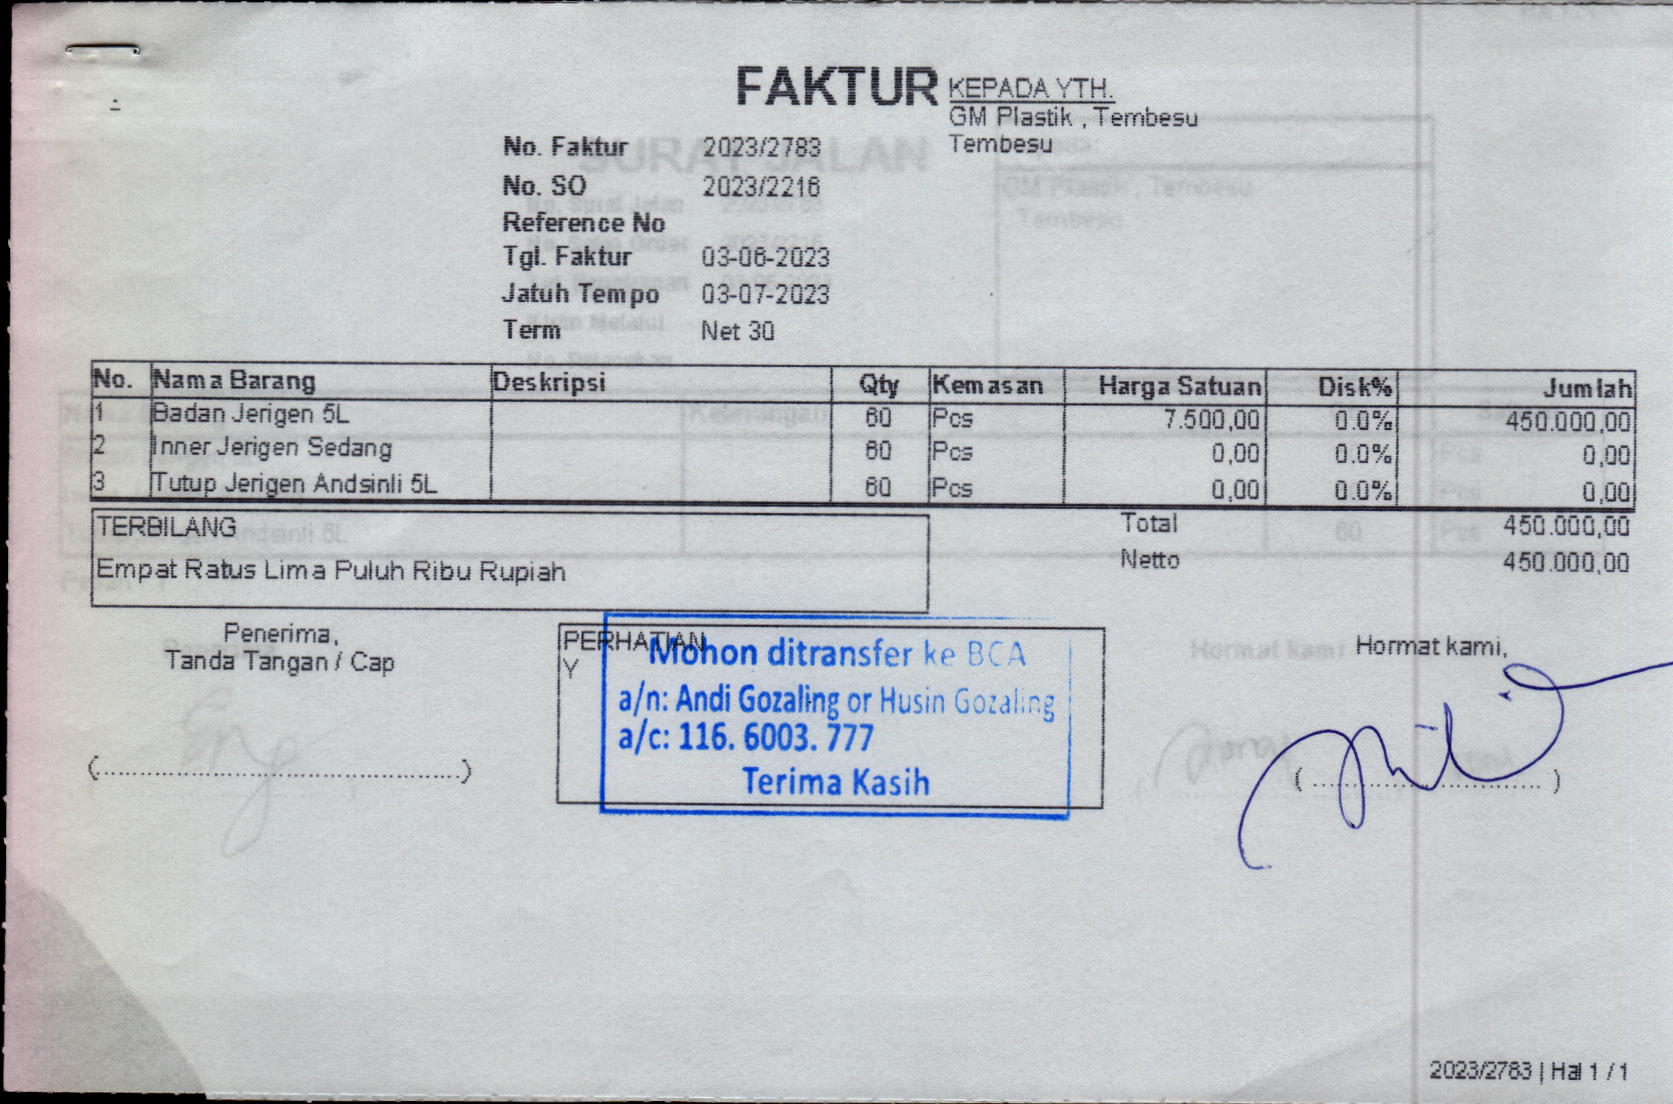 FAKTUR
KEPADA YTH.
GM Plastik , Tembesu
Tembesu
No. Faktur 2023/2783
No. SO 2023/2216
Reference No
Tgl. Faktur 03-06-2023
Jatuh Tempo 03-07-2023
Term Net 30
No. Nama Barang Deskripsi Qty Kemasan Harga Satuan Disk% Jumlah
1 Badan Jerigen 5L 60 Pcs 7.500,00 0.0% 450.000,00
2 Inner Jerigen Sedang 60 Pcs 0,00 0.0% 0,00
3 Tutup Jerigen Andsinli 5L 60 Pcs 0,00 0.0% 0,00
TERBILANG
Empat Ratus Lima Puluh Ribu Rupiah
Total 450.000,00
Netto 450.000,00
Penerima,
Tanda Tangan / Cap
(..........................................)
PERHATIAN
Y
Mohon ditransfer ke BCA
a/n: Andi Gozaling or Husin Gozaling
a/c: 116. 6003. 777
Terima Kasih
Hormat kami,
( ............................ )
2023/2783 | Hal 1 / 1